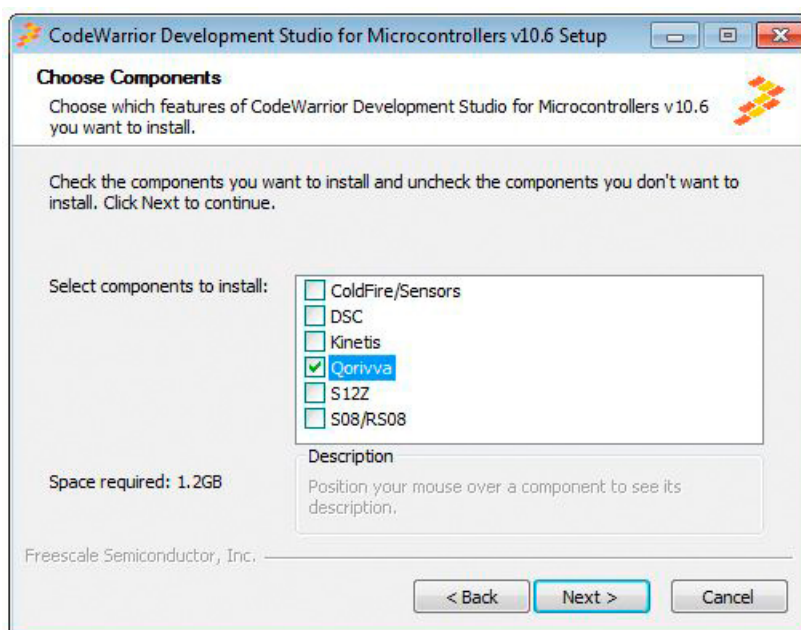 CodeWarrior Development Studio for Microcontrollers v10.6 Setup
Choose Components
Choose which features of CodeWarrior Development Studio for Microcontrollers v10.6
you want to install.
Check the components you want to install and uncheck the components you don't want to
install. Click Next to continue.
Select components to install:
ColdFire/Sensors
DSC
Kinetis
Qorivva
S12Z
S08/RS08
Space required: 1.2GB
Description
Position your mouse over a component to see its
description.
Freescale Semiconductor, Inc.
< Back
Next >
Cancel